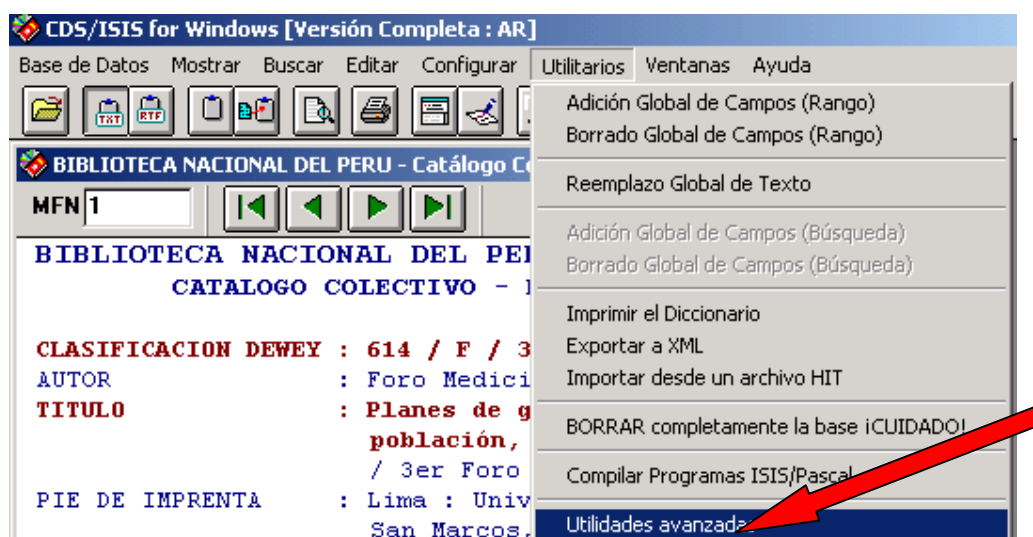 CDS/ISIS for Windows [Versión Completa : AR]
Base de Datos Mostrar Buscar Editar Configurar Utilitarios Ventanas Ayuda
TXT RTF
BIBLIOTECA NACIONAL DEL PERU - Catálogo
MFN 1
BIBLIOTECA NACIONAL DEL
CATALOGO COLECTIVO -
CLASIFICACION DEWEY : 614 / F / 3
AUTOR : Foro
TITULO : Planes de
población,
/ 3er Foro
PIE DE IMPRENTA : Lima :
San Marcos,
Adición Global de Campos (Rango)
Borrado Global de Campos (Rango)
Reemplazo Global de Texto
Adición Global de Campos (Búsqueda)
Borrado Global de Campos (Búsqueda)
Imprimir el Diccionario
Exportar a XML
Importar desde un archivo HIT
BORRAR completamente la base ¡CUIDADO!
Compilar Programas ISIS/Pascal
Utilidades avanzadas